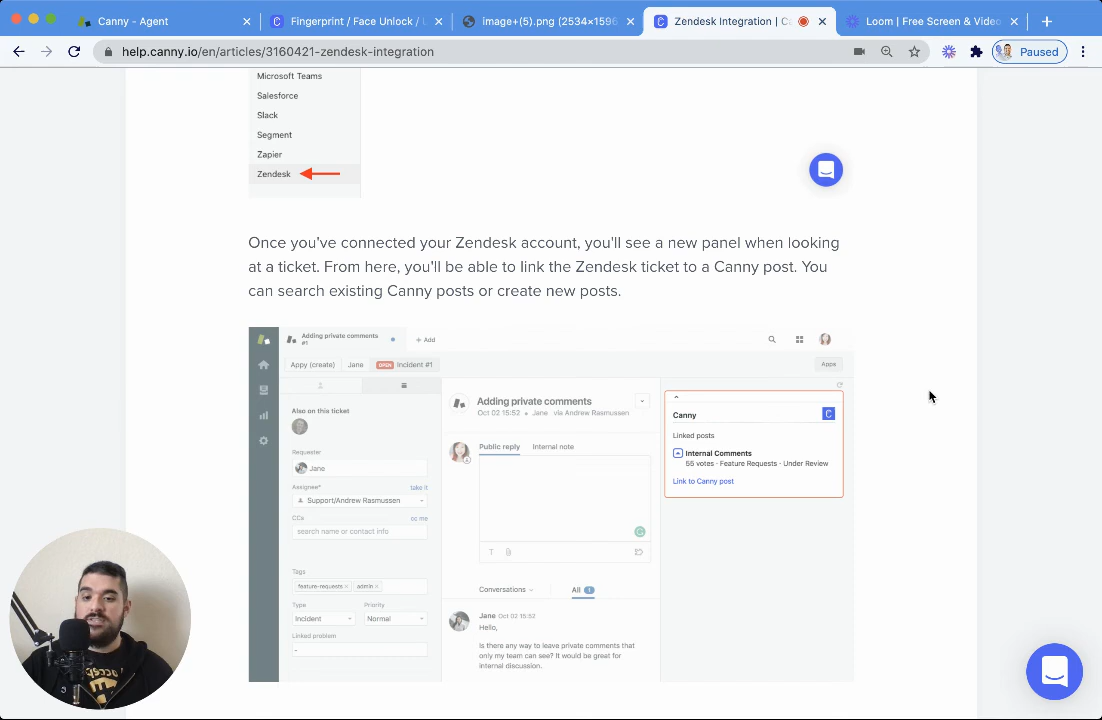 Canny - Agent
Fingerprint / Face Unlock / U
image+(5).png (2534×1596
Zendesk Integration | Ca
Loom | Free Screen & Video
help.canny.io/en/articles/3160421-zendesk-integration
Paused
Microsoft Teams
Salesforce
Slack
Segment
Zapier
Zendesk
Once you've connected your Zendesk account, you'll see a new panel when looking
at a ticket. From here, you'll be able to link the Zendesk ticket to a Canny post. You
can search existing Canny posts or create new posts.
Adding private comments
#1
+ Add
Appy (create)
Jane
OPEN Incident #1
Apps
Also on this ticket
Requester
Jane
Assignee*
take it
Support/Andrew Rasmussen
CCs
cc me
search name or contact info
Tags
feature-requests ×
admin ×
Type
Priority
Incident
Normal
Linked problem
-
Adding private comments
Oct 02 15:52 • Jane via Andrew Rasmussen
Public reply
Internal note
T
Conversations
All 1
Jane Oct 02 15:52
Hello,
Is there any way to leave private comments that
only my team can see? It would be great for
internal discussion.
Canny
C
Linked posts
Internal Comments
55 votes - Feature Requests - Under Review
Link to Canny post